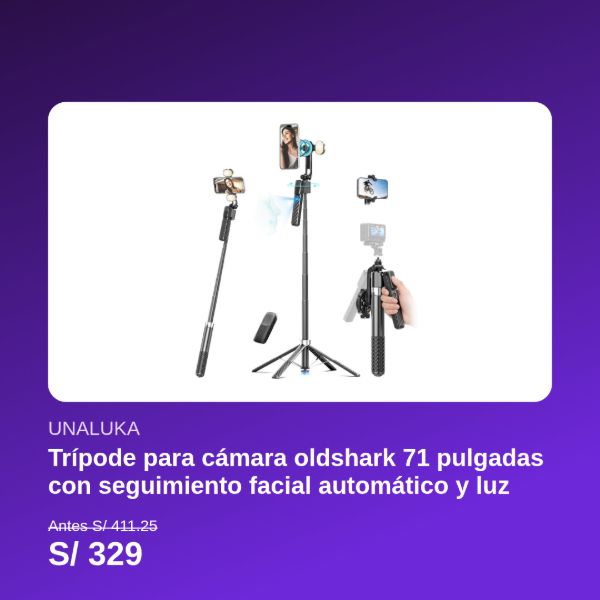 UNALUKA
Trípode para cámara oldshark 71 pulgadas
con seguimiento facial automático y luz
Antes S/ 411.25
S/ 329